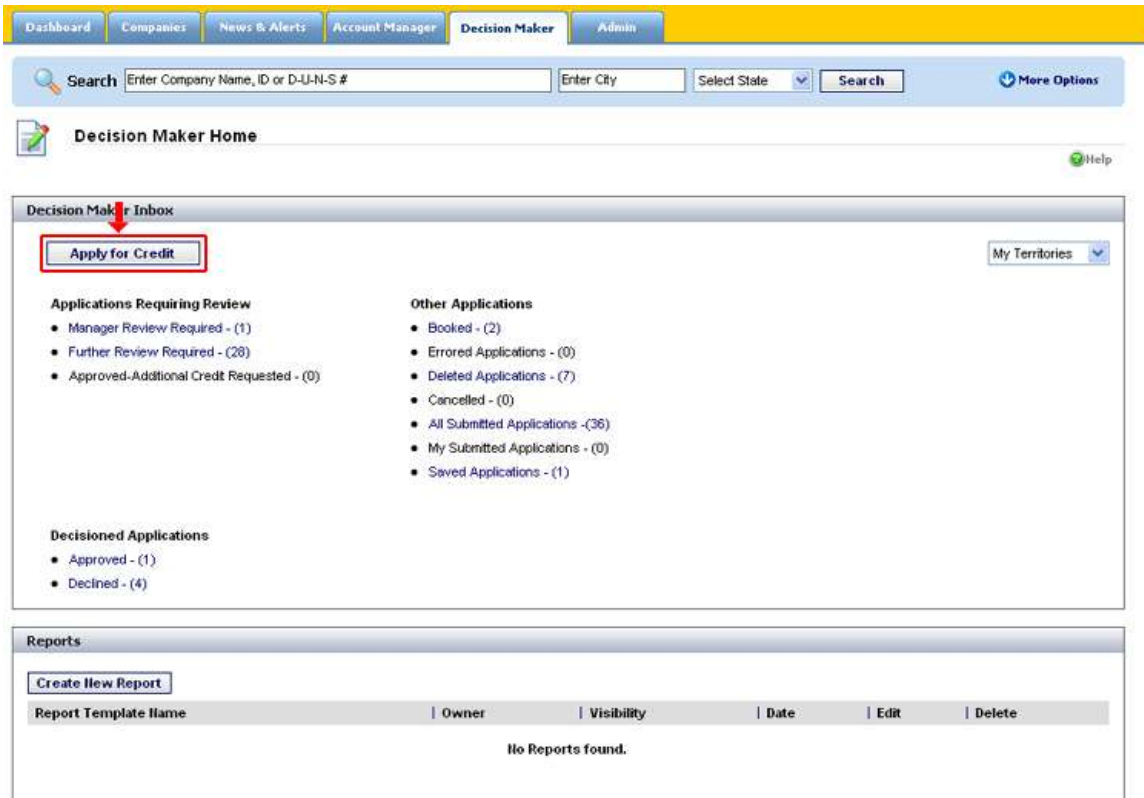 Dashboard Companies News & Alerts Account Manager Decision Maker Admin
Search Enter Company Name, ID or D-U-N-S # Enter City Select State Search More Options
Decision Maker Home
Help
Decision Maker Inbox
Apply for Credit My Territories
Applications Requiring Review
Manager Review Required - (1)
Further Review Required - (28)
Approved-Additional Credit Requested - (0)
Other Applications
Booked - (2)
Errored Applications - (0)
Deleted Applications - (7)
Cancelled - (0)
All Submitted Applications -(36)
My Submitted Applications - (0)
Saved Applications - (1)
Decisioned Applications
Approved - (1)
Declined - (4)
Reports
Create New Report
Report Template Name Owner Visibility Date Edit Delete
No Reports found.